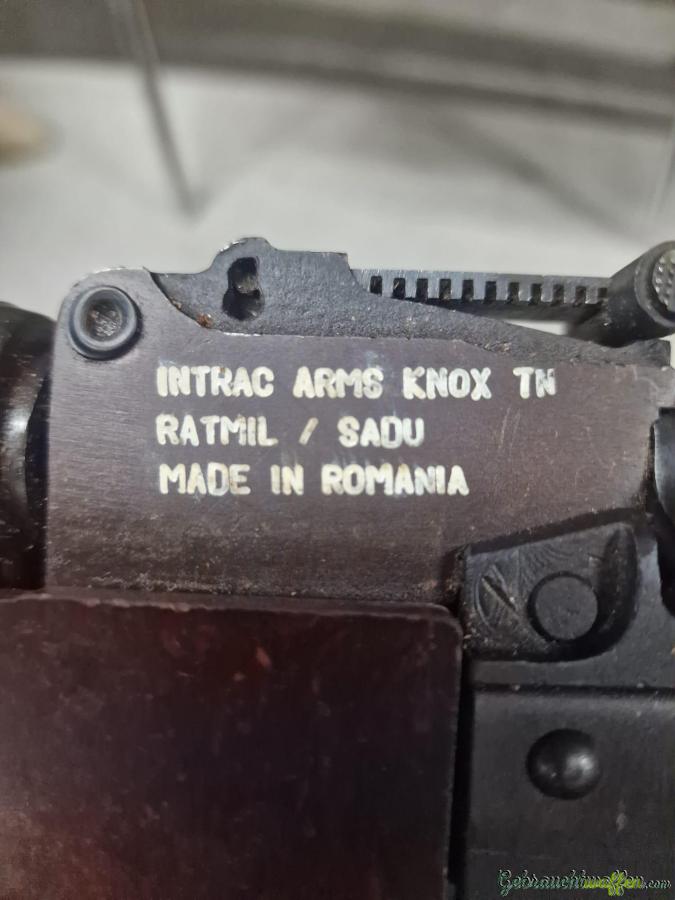 INTRAC ARMS KNOX TN
RATMIL / SADU
MADE IN ROMANIA
Gebrauchtwaffen.com